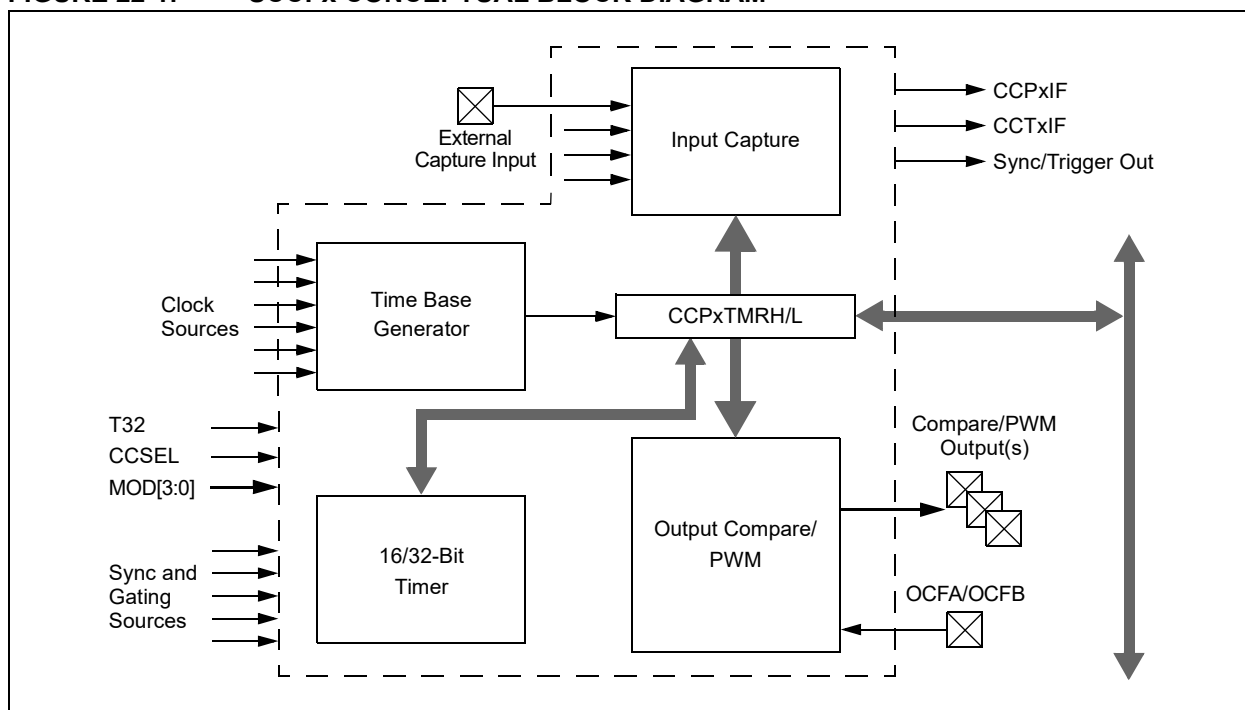 CCPxIF
CCTxIF
Sync/Trigger Out
External
Capture Input
Input Capture
Clock
Sources
Time Base
Generator
CCPxTMRH/L
T32
CCSEL
MOD[3:0]
Compare/PWM
Output(s)
Sync and
Gating
Sources
16/32-Bit
Timer
Output Compare/
PWM
OCFA/OCFB